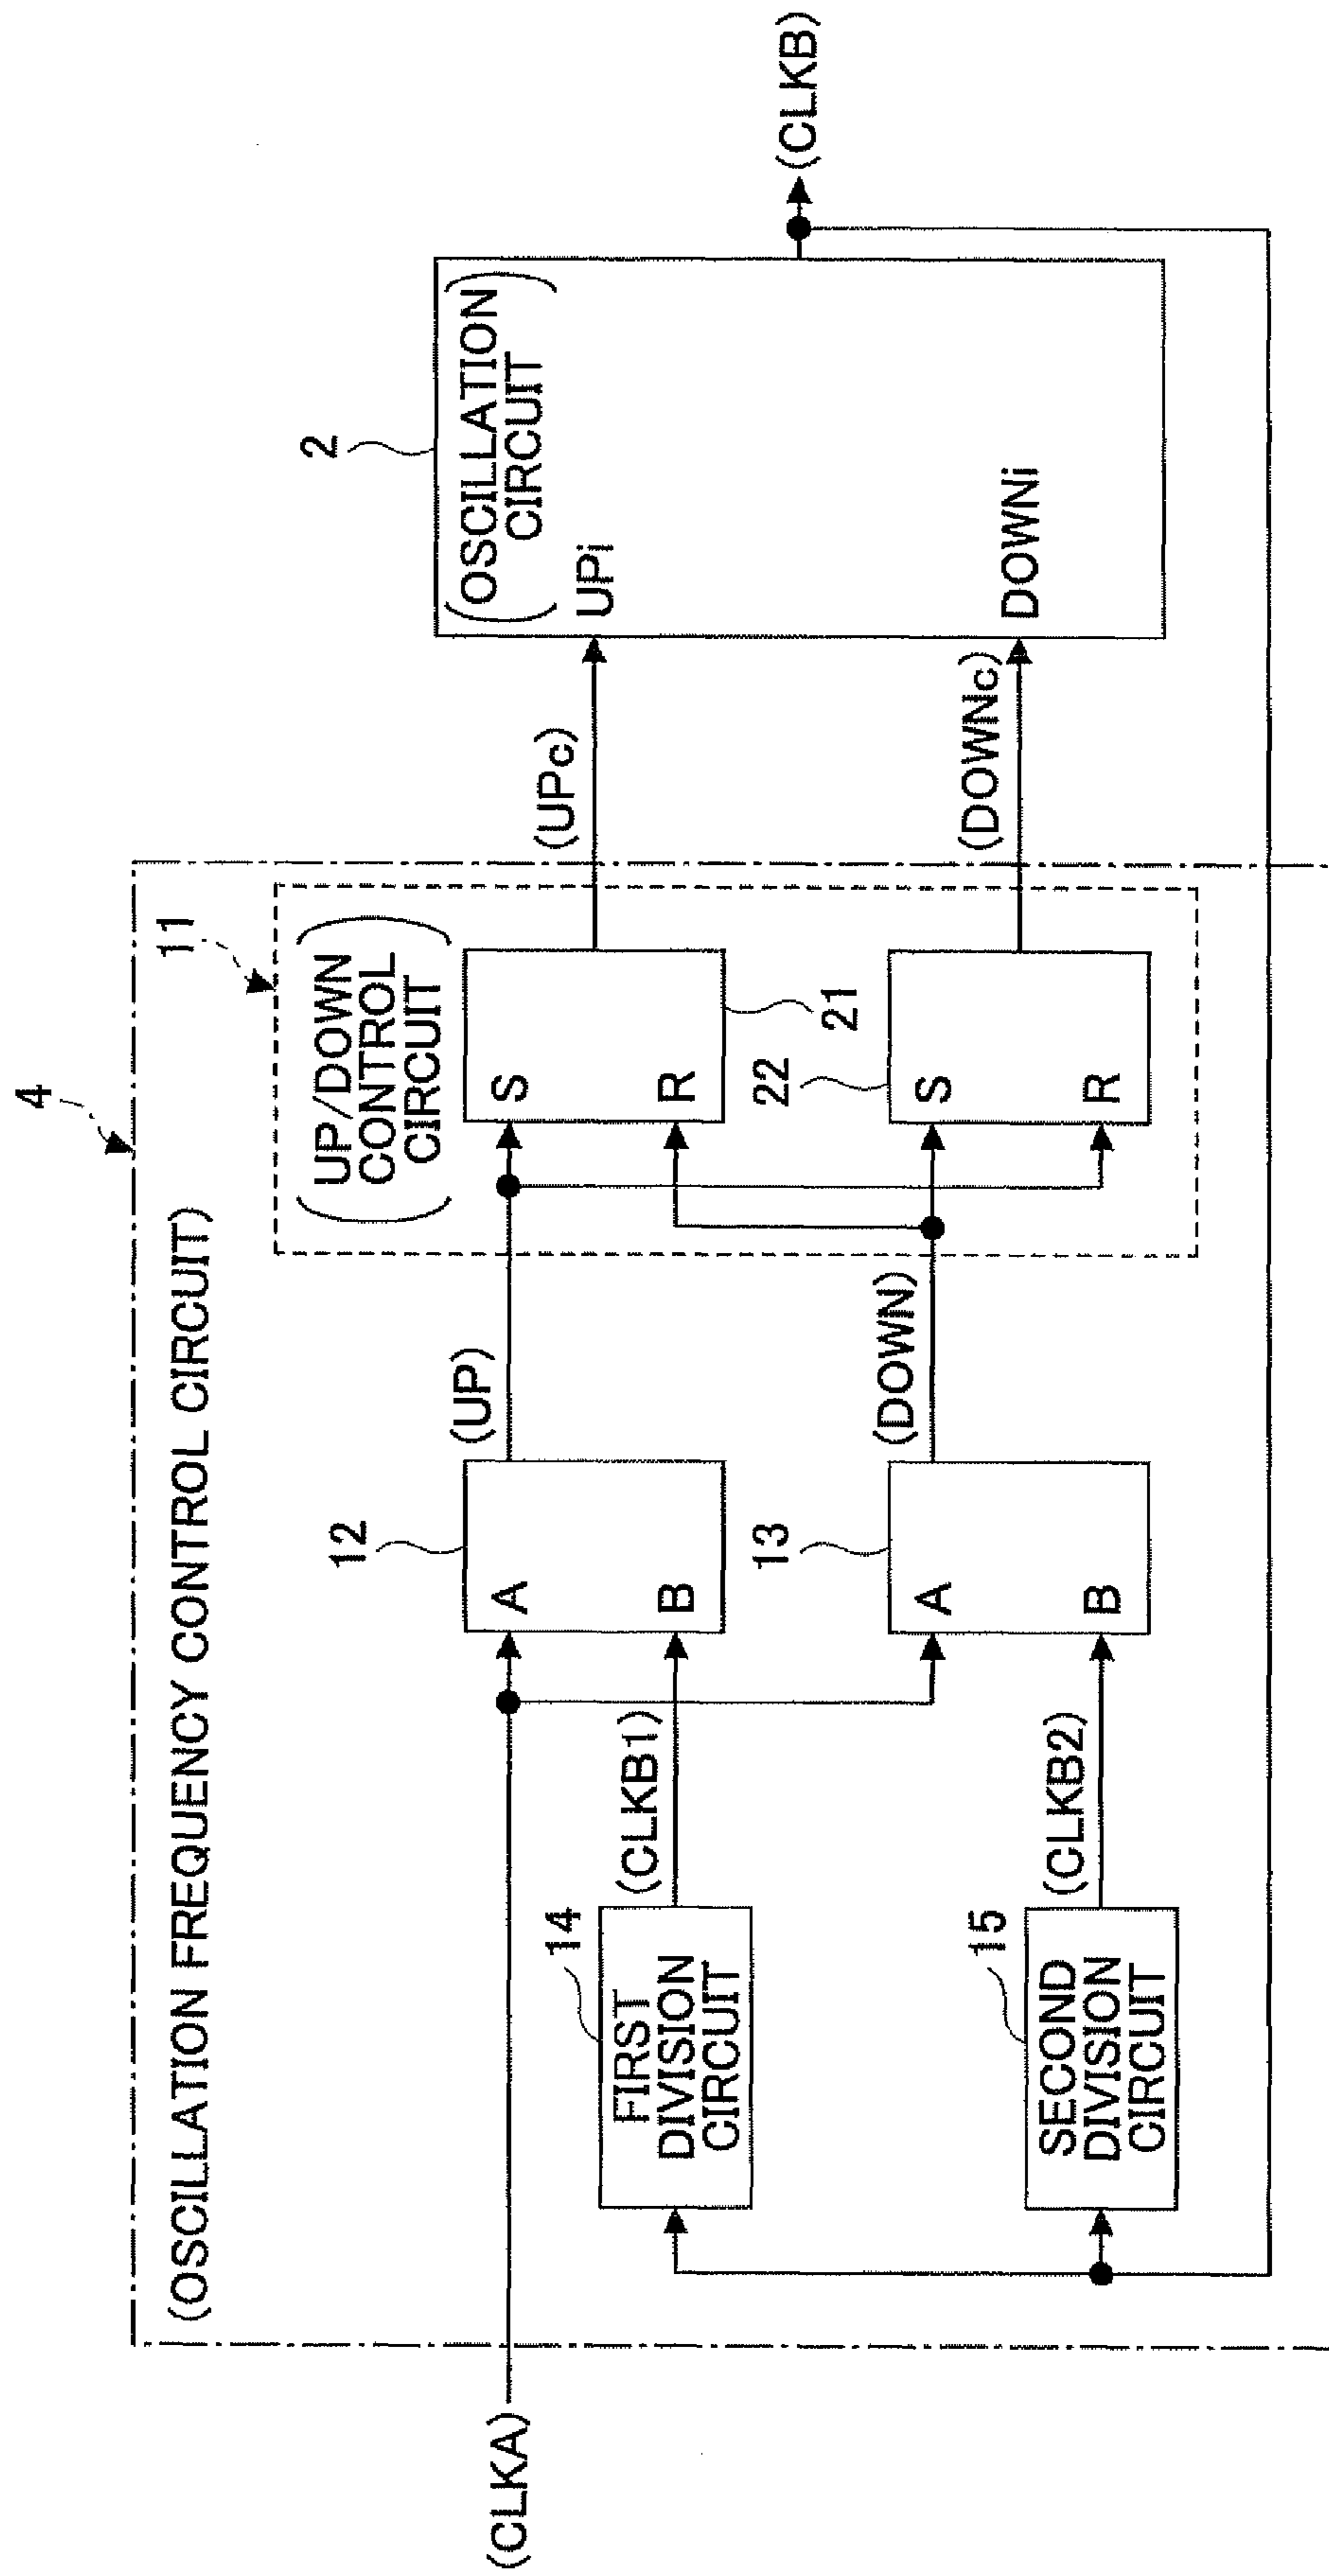 4
(OSCILLATION FREQUENCY CONTROL CIRCUIT)
11
(UP/DOWN
CONTROL
CIRCUIT)
2
(OSCILLATION
CIRCUIT)
UPi
DOWNi
(CLKA)
12
A
B
(UP)
S
R
21
(UPc)
14
FIRST
DIVISION
CIRCUIT
(CLKB1)
13
A
B
(DOWN)
22
S
R
(DOWNc)
(CLKB)
15
SECOND
DIVISION
CIRCUIT
(CLKB2)